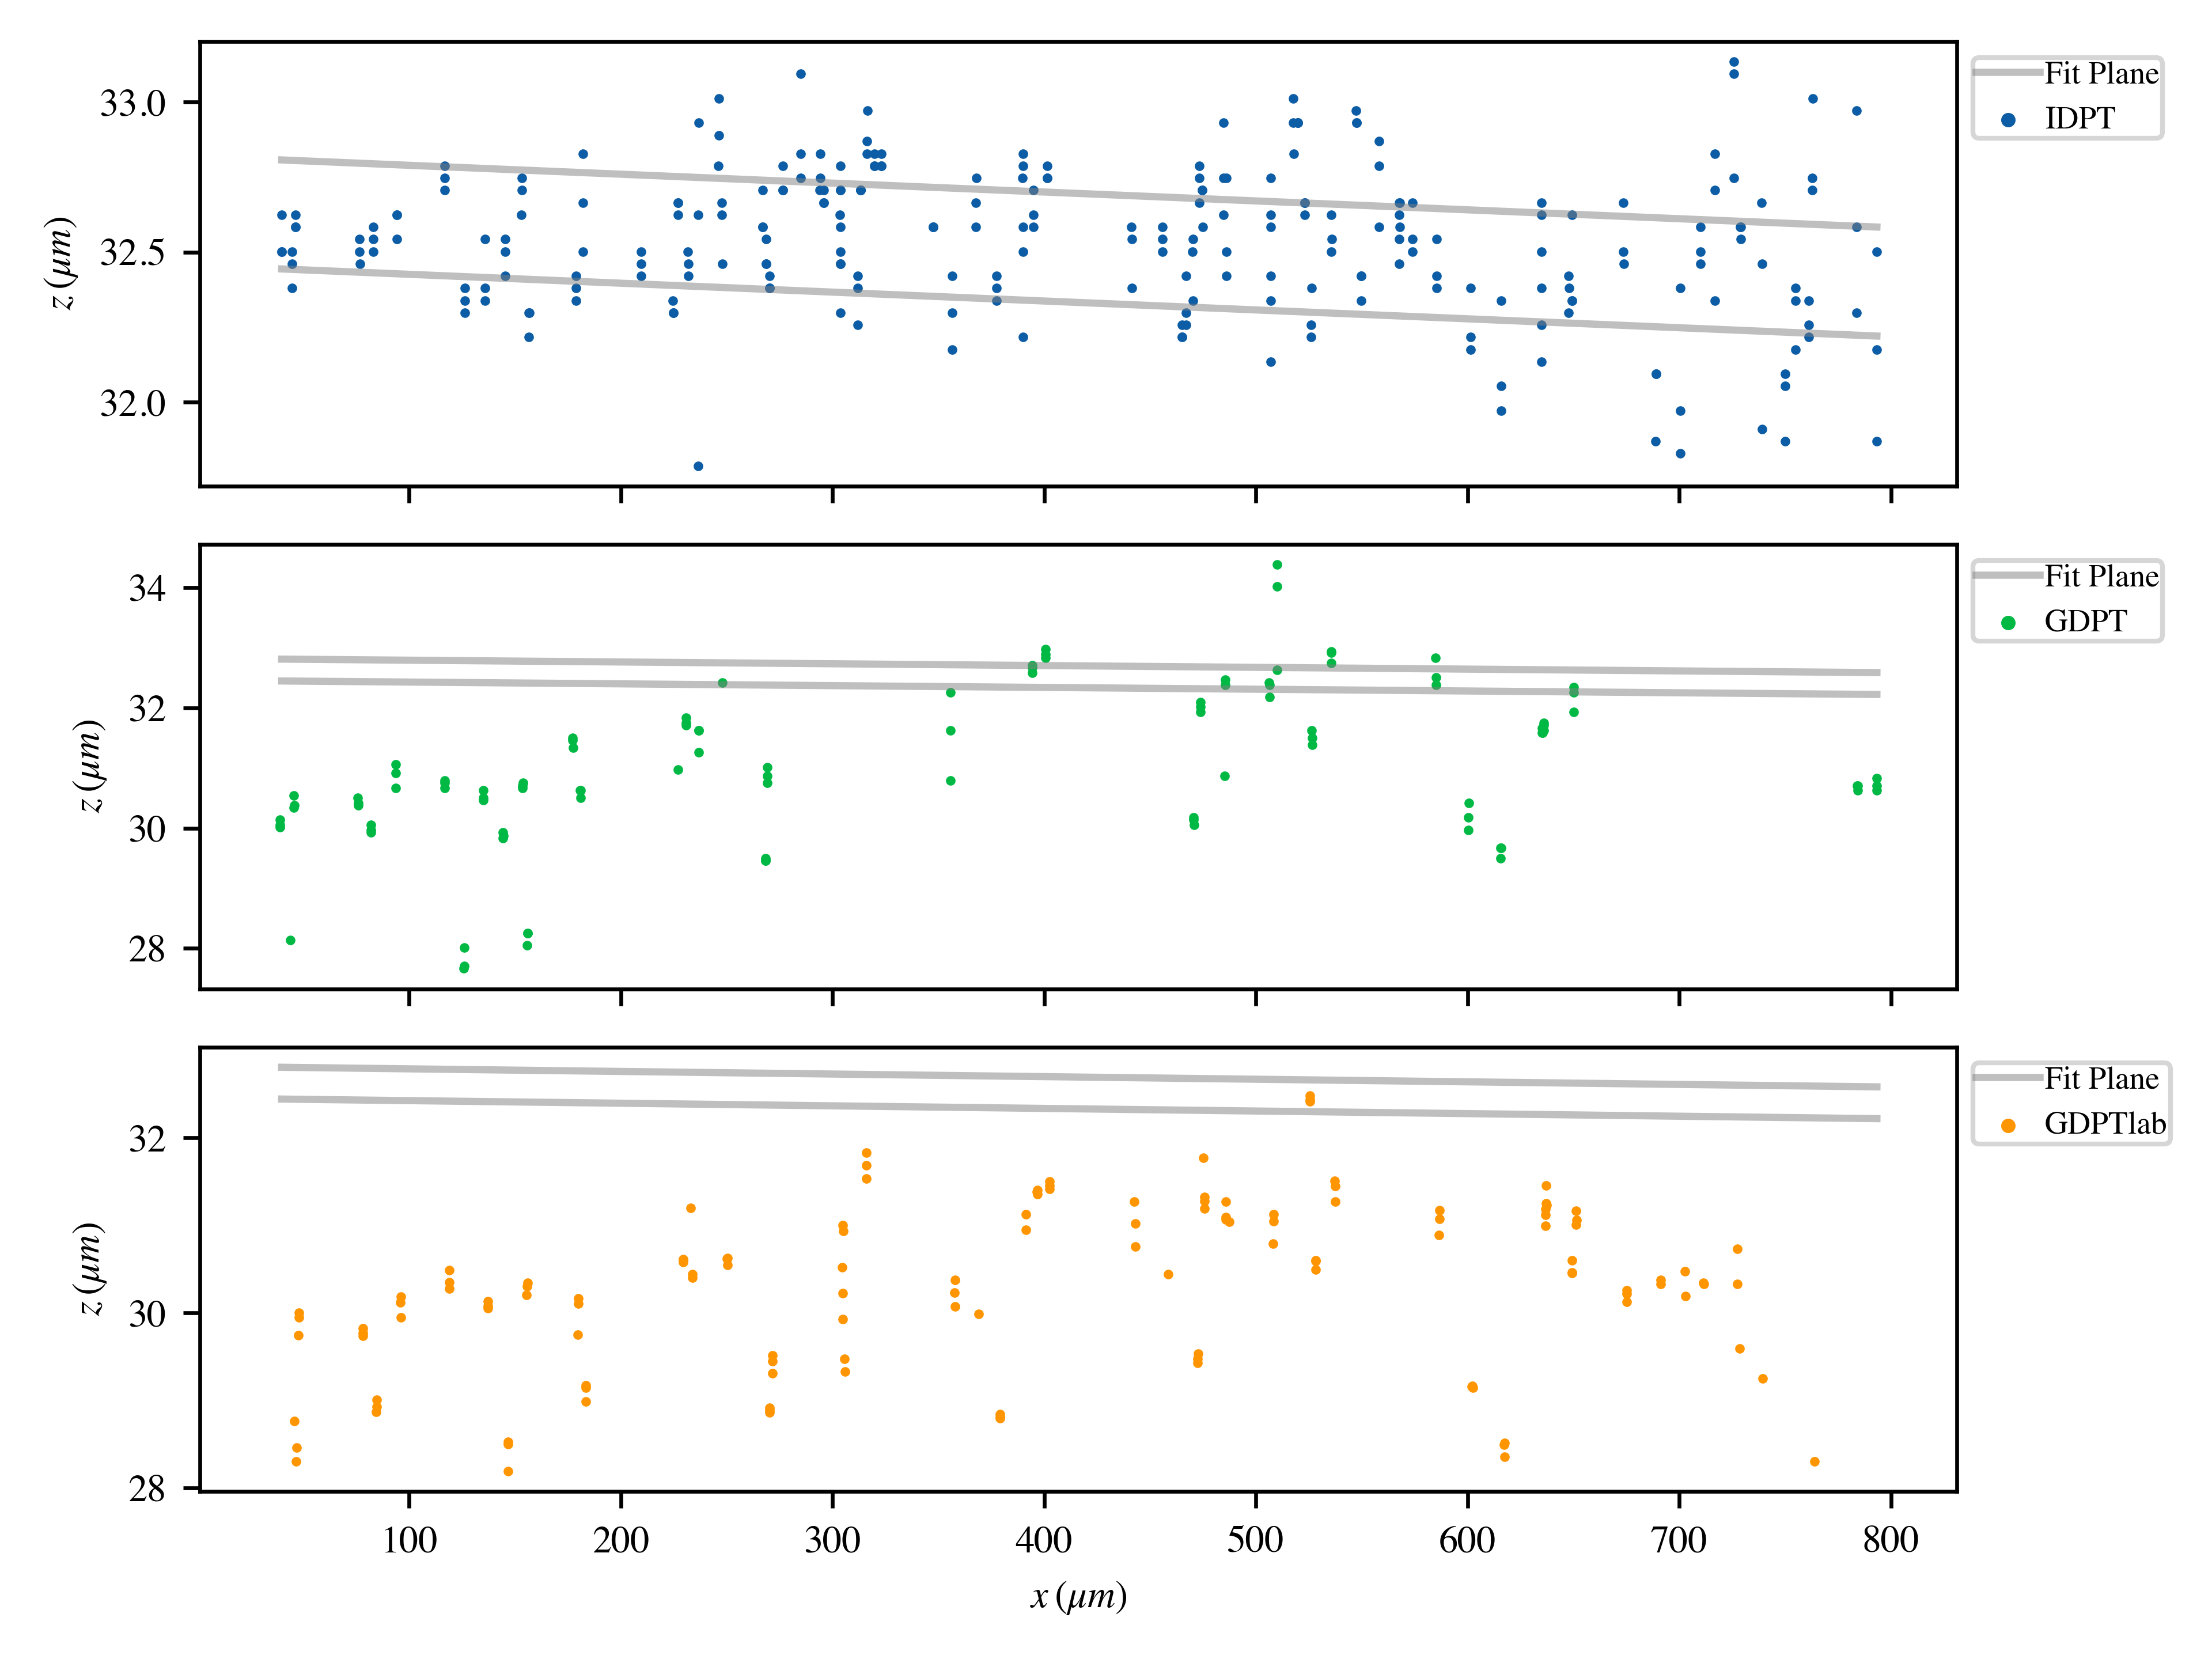 33.0
32.5
32.0
z (μm)
Fit Plane
IDPT
34
32
30
28
z (μm)
Fit Plane
GDPT
32
30
28
z (μm)
Fit Plane
GDPTlab
100 200 300 400 500 600 700 800
x (μm)